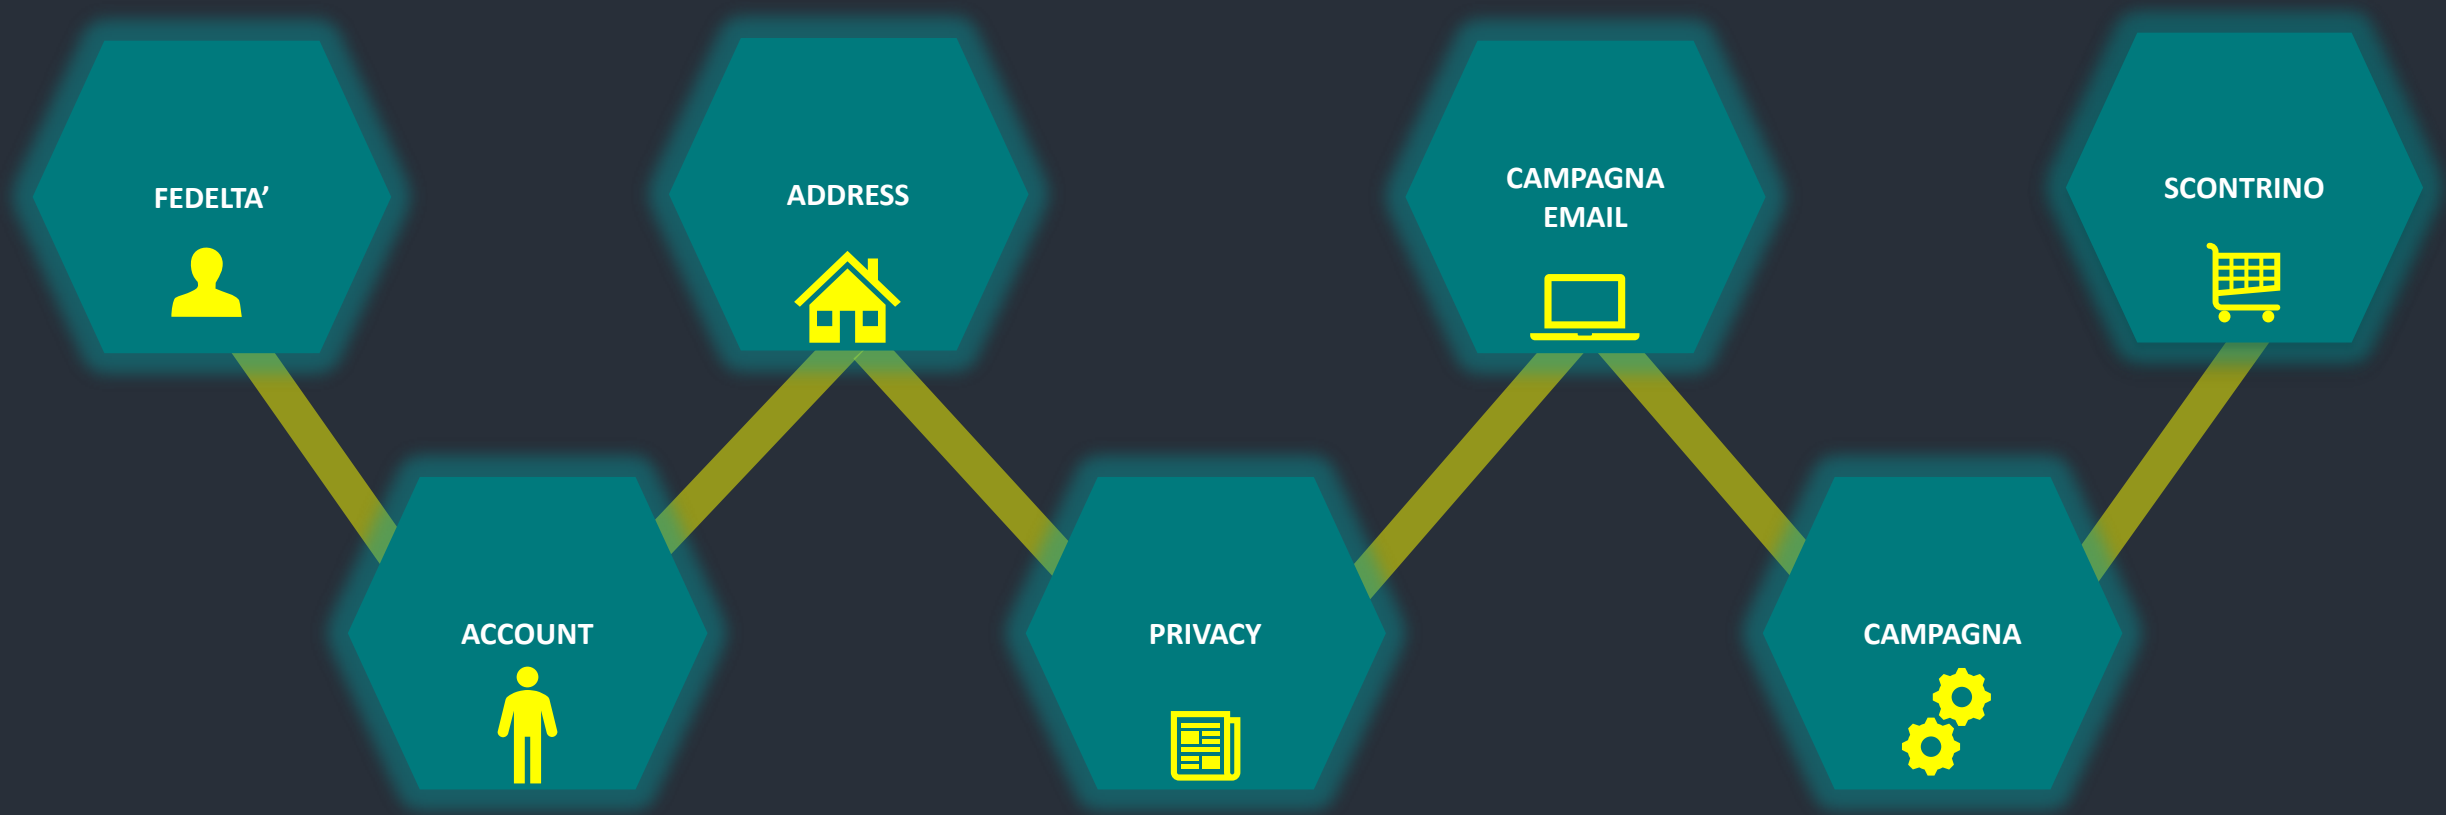 FEDELTA’
ADDRESS
CAMPAGNA
EMAIL
SCONTRINO
ACCOUNT
PRIVACY
CAMPAGNA